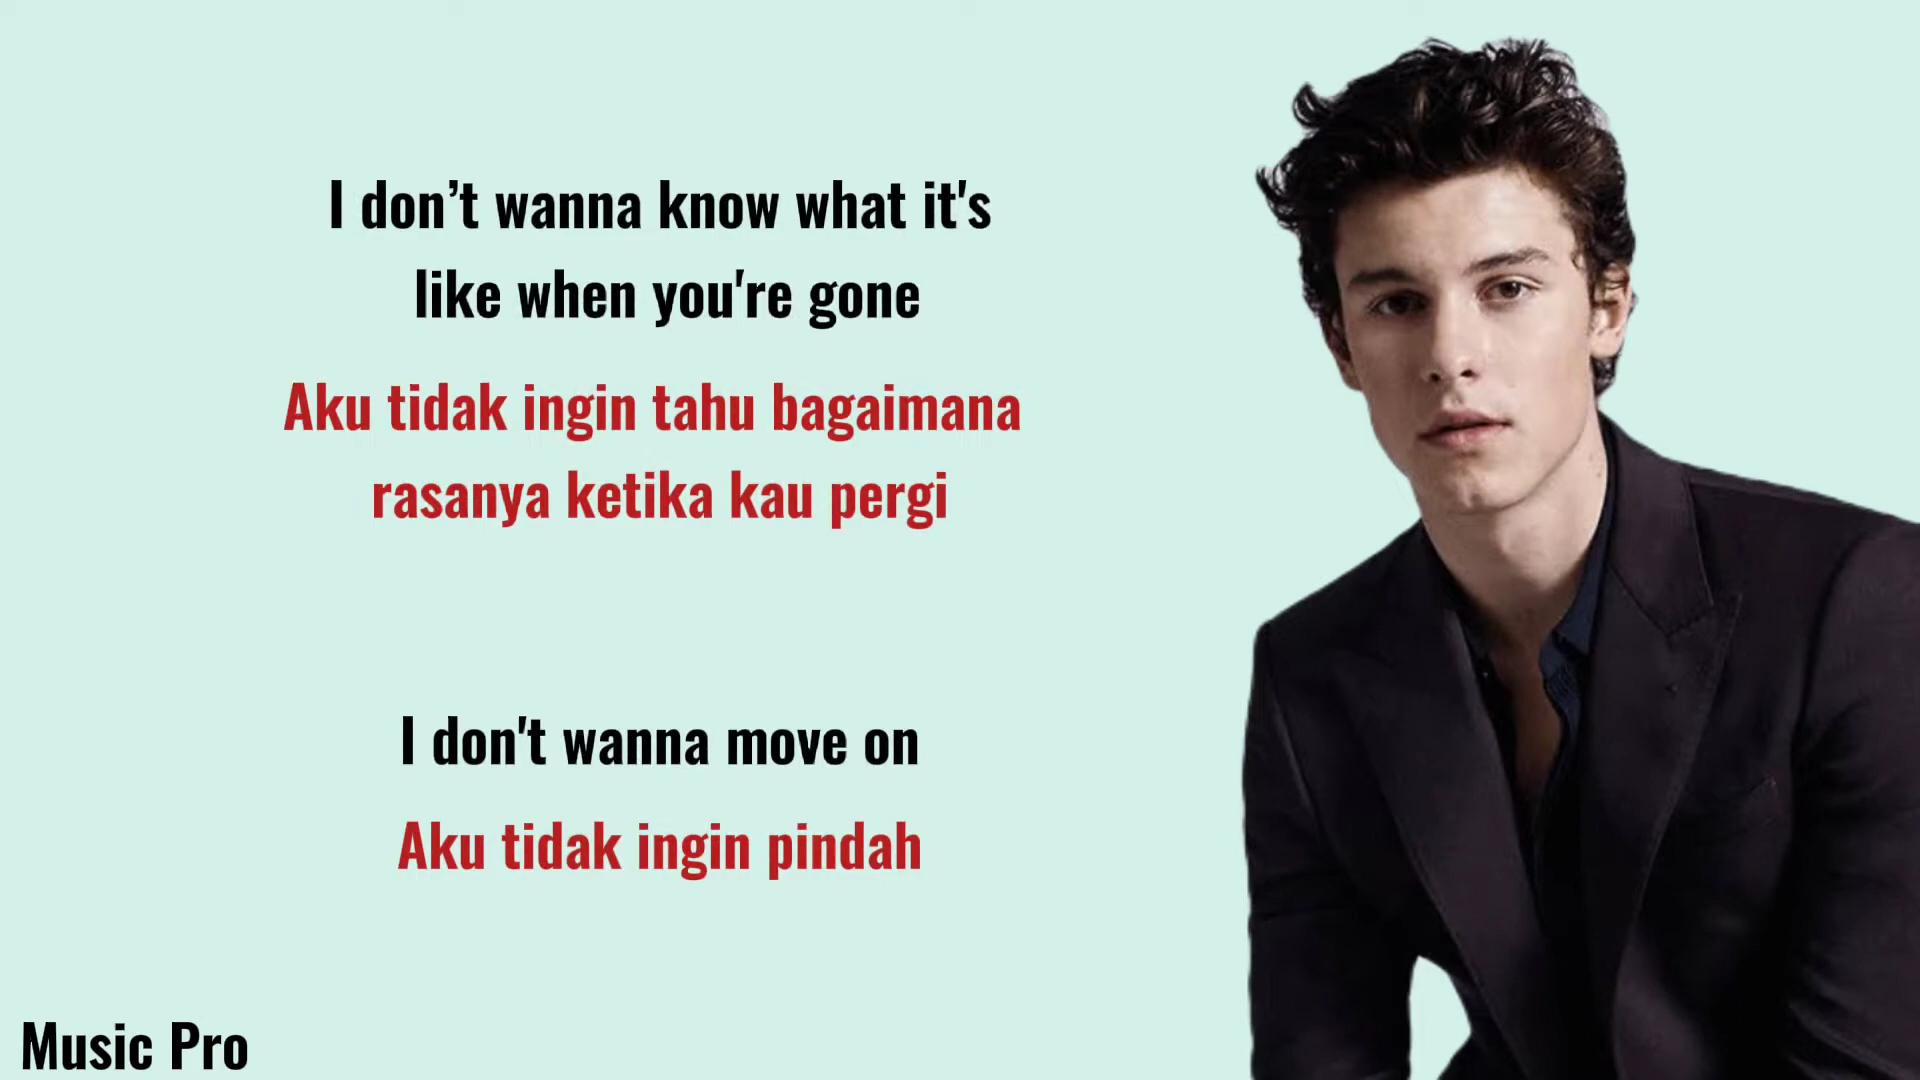 I don’t wanna know what it's
like when you're gone
Aku tidak ingin tahu bagaimana
rasanya ketika kau pergi
I don't wanna move on
Aku tidak ingin pindah
Music Pro